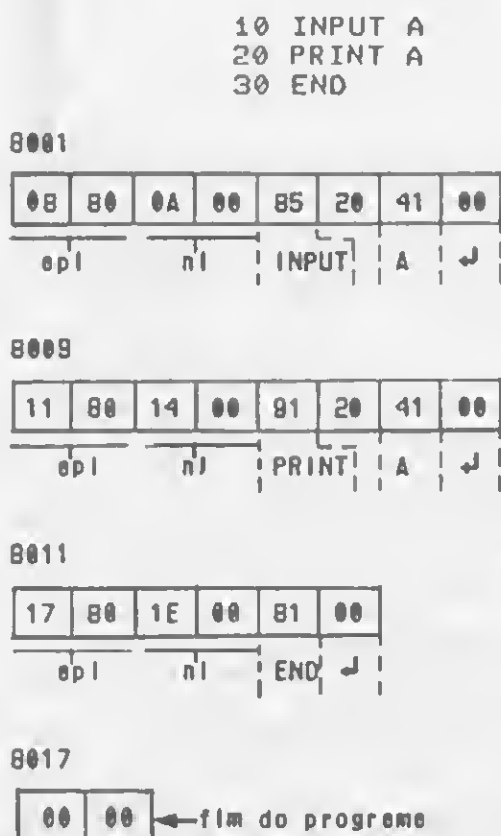 10 INPUT A
20 PRINT A
30 END
8001
08 80 0A 00 85 20 41 00
epl nl INPUT A ↵
8009
11 80 14 00 91 20 41 00
epl nl PRINT A ↵
8011
17 80 1E 00 81 00
epl nl END ↵
8017
00 00 ← fim do programa